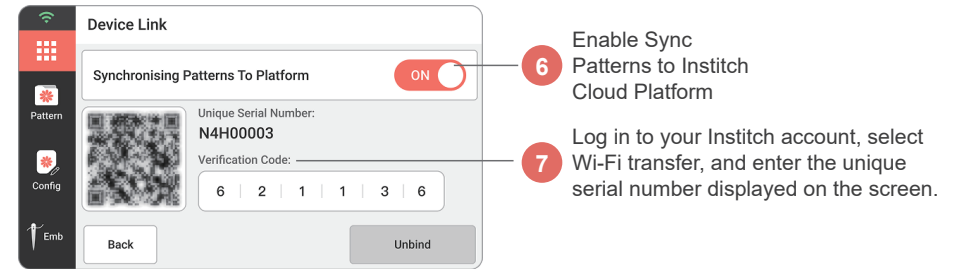 Device Link
Synchronising Patterns To Platform
ON
Pattern
Unique Serial Number:
N4H00003
Verification Code:
6 2 1 1 3 6
Config
Emb
Back
Unbind
6
Enable Sync
Patterns to Institch
Cloud Platform
7
Log in to your Institch account, select
Wi-Fi transfer, and enter the unique
serial number displayed on the screen.